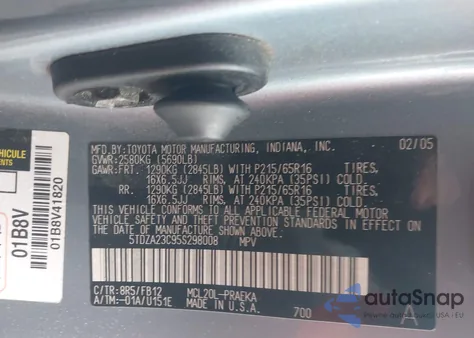 MFD.BY:TOYOTA MOTOR MANUFACTURING, INDIANA, INC. 02/05
GVWR:2580KG (5690LB)
GAWR:FRT. 1290KG (2845LB) WITH P215/65R16 TIRES.
16X6.5JJ RIMS, AT 240KPA (35PSI) COLD.
RR. 1290KG (2845LB) WITH P215/65R16 TIRES.
16X6.5JJ RIMS, AT 240KPA (35PSI) COLD.
THIS VEHICLE CONFORMS TO ALL APPLICABLE
FEDERAL MOTOR VEHICLE SAFETY AND THEFT
PREVENTION STANDARDS IN EFFECT ON THE DATE
OF MANUFACTURE SHOWN ABOVE.
5TDZA23C95S298008 MPV
C/TR:8R5/FB12 MCL20L-PRAEKA
A/TM:-01A/U151E MADE IN U.S.A. 700 A
VEHICULE
ENTS
01B8V
01B8V41820
autoSnap